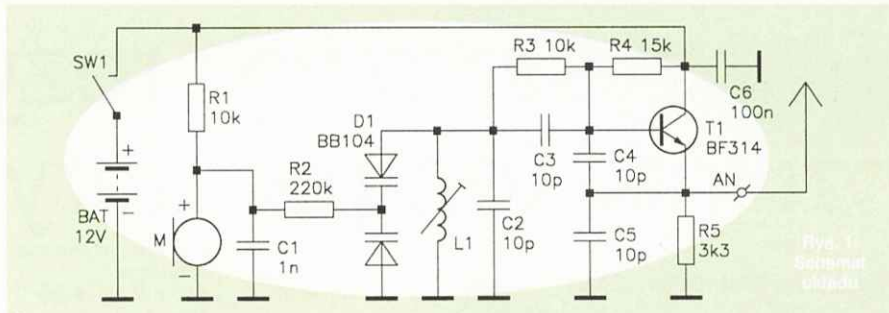 SW1
BAT
12V
+
-
R1
10k
M
+
-
C1
1n
R2
220k
D1
BB104
L1
C2
10p
R3 10k
C3
10p
R4 15k
C4
10p
C5
10p
C6
100n
T1
BF314
AN
R5
3k3
Rys. 1.
Schemat
układu